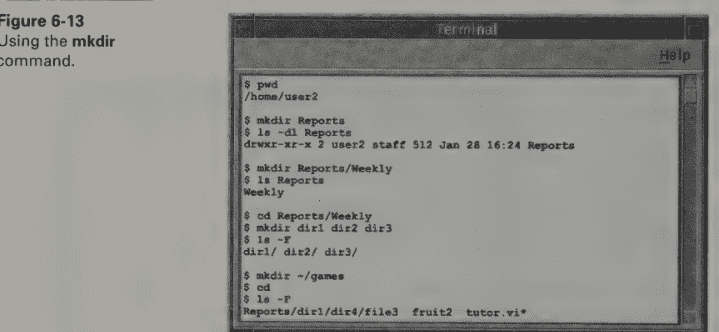 Figure 6-13
Using the mkdir
command.
Terminal
Help
$ pwd
/home/user2
$ mkdir Reports
$ ls -dl Reports
drwxr-xr-x 2 user2 staff 512 Jan 28 16:24 Reports
$ mkdir Reports/Weekly
$ ls Reports
Weekly
$ cd Reports/Weekly
$ mkdir dir1 dir2 dir3
$ ls -F
dir1/ dir2/ dir3/
$ mkdir ~/games
$ cd
$ ls -F
Reports/dir1/dir4/file3 fruit2 tutor.vi*